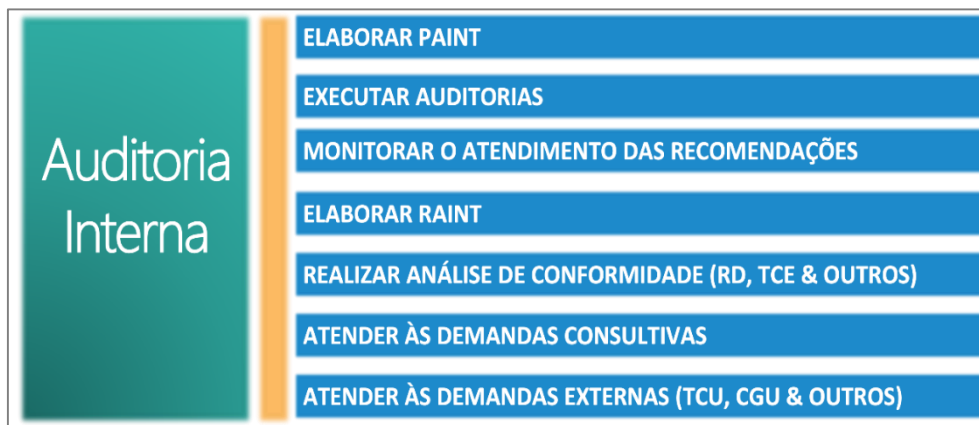 Auditoria
Interna
ELABORAR PAINT
EXECUTAR AUDITORIAS
MONITORAR O ATENDIMENTO DAS RECOMENDAÇÕES
ELABORAR RAINT
REALIZAR ANÁLISE DE CONFORMIDADE (RD, TCE & OUTROS)
ATENDER ÀS DEMANDAS CONSULTIVAS
ATENDER ÀS DEMANDAS EXTERNAS (TCU, CGU & OUTROS)